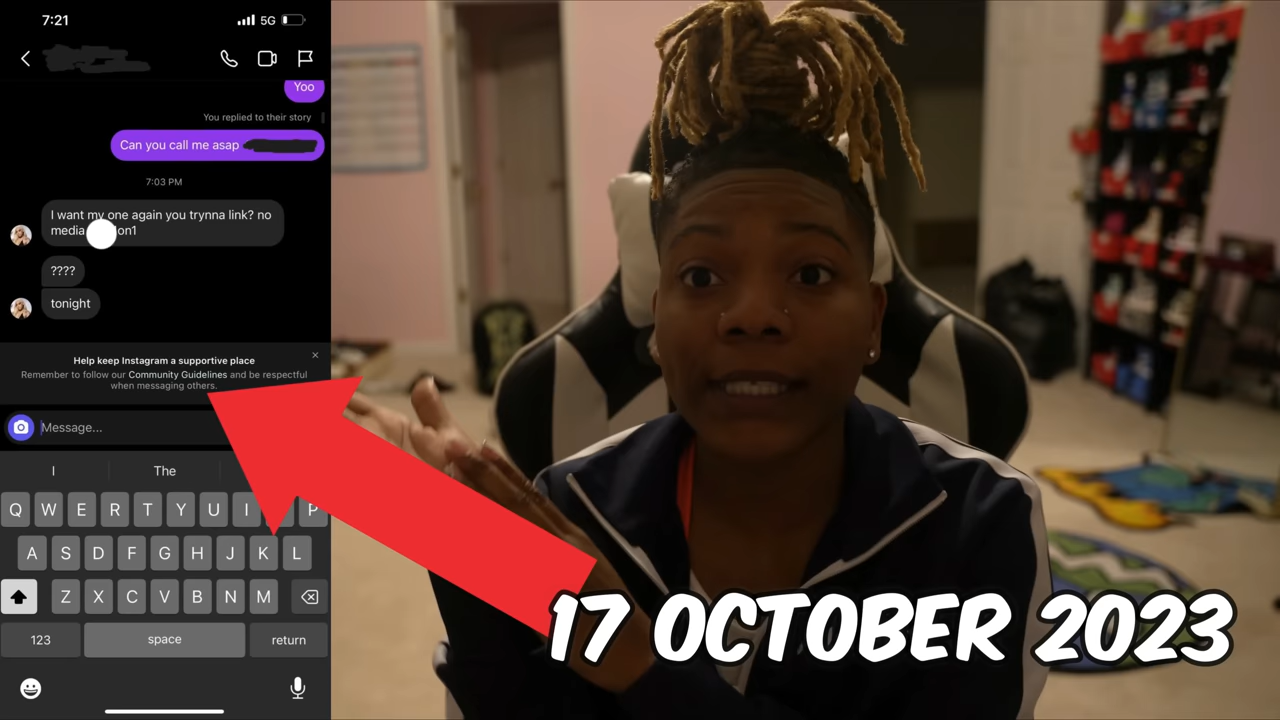 7:21
5G
Yoo
You replied to their story
Can you call me asap
7:03 PM
I want my one again you trynna link? no
media on1
????
tonight
Help keep Instagram a supportive place
Remember to follow our Community Guidelines and be respectful
when messaging others.
Message...
I The
Q W E R T Y U I P
A S D F G H J K L
Z X C V B N M
123 space return
17 OCTOBER 2023